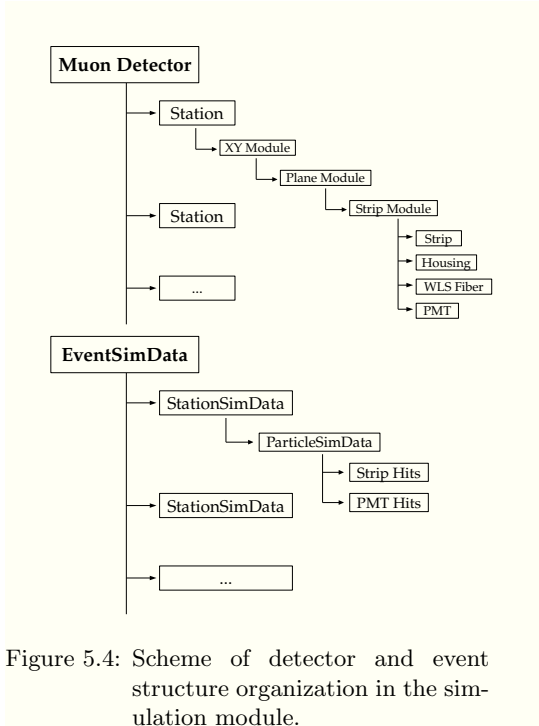 Muon Detector
Station
XY Module
Plane Module
Strip Module
Station
Strip
Housing
WLS Fiber
...
PMT
EventSimData
StationSimData
ParticleSimData
Strip Hits
StationSimData
PMT Hits
...
Figure 5.4: Scheme of detector and event
structure organization in the sim-
ulation module.